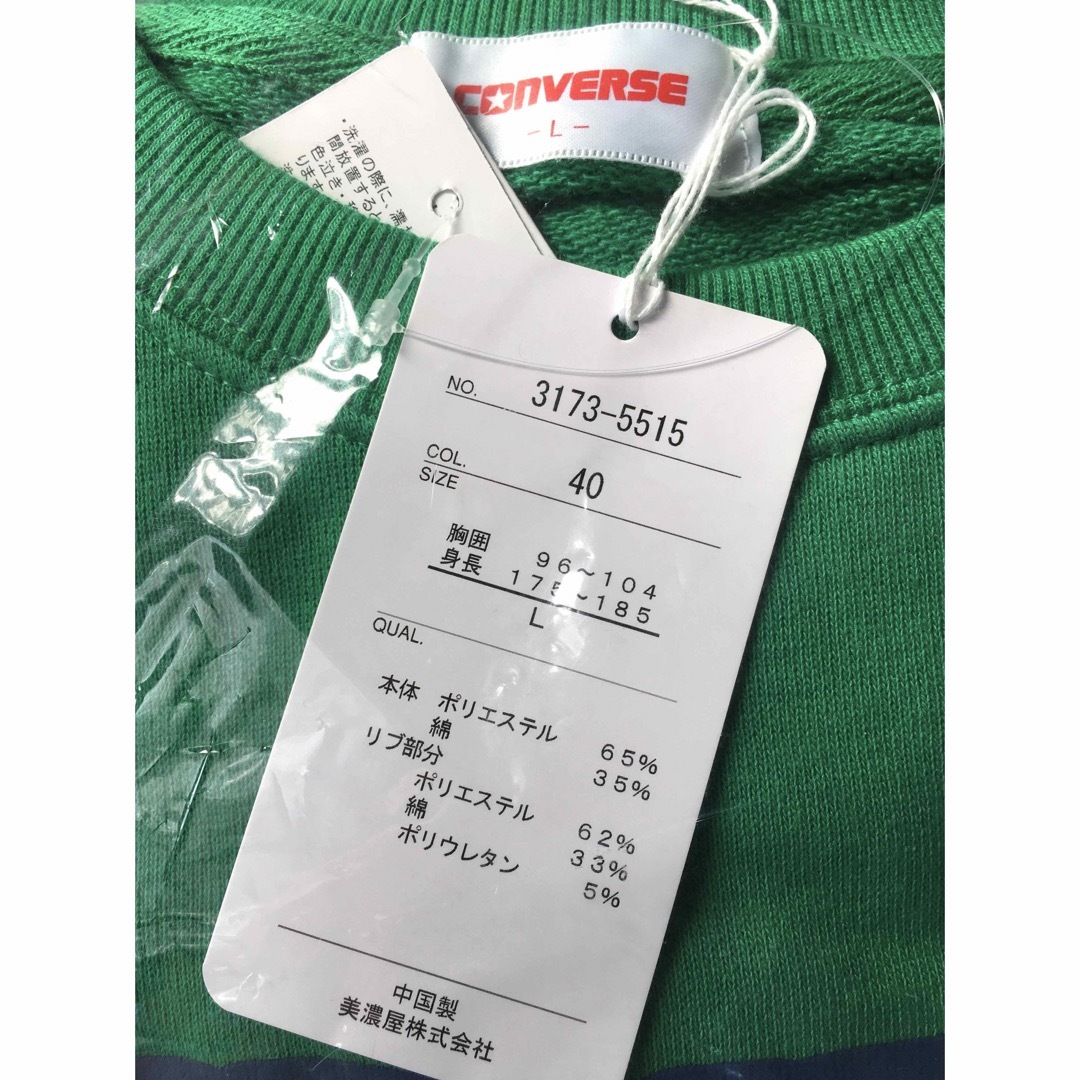 CONVERSE
-L-
・洗濯の際に、濡
間放置すると
色泣き・
ります
NO. 3173-5515
COL. 40
SIZE
胸囲 96~104
身長 175~185
L
QUAL.
本体 ポリエステル 65%
綿 35%
リブ部分
ポリエステル 62%
綿 33%
ポリウレタン 5%
中国製
美濃屋株式会社